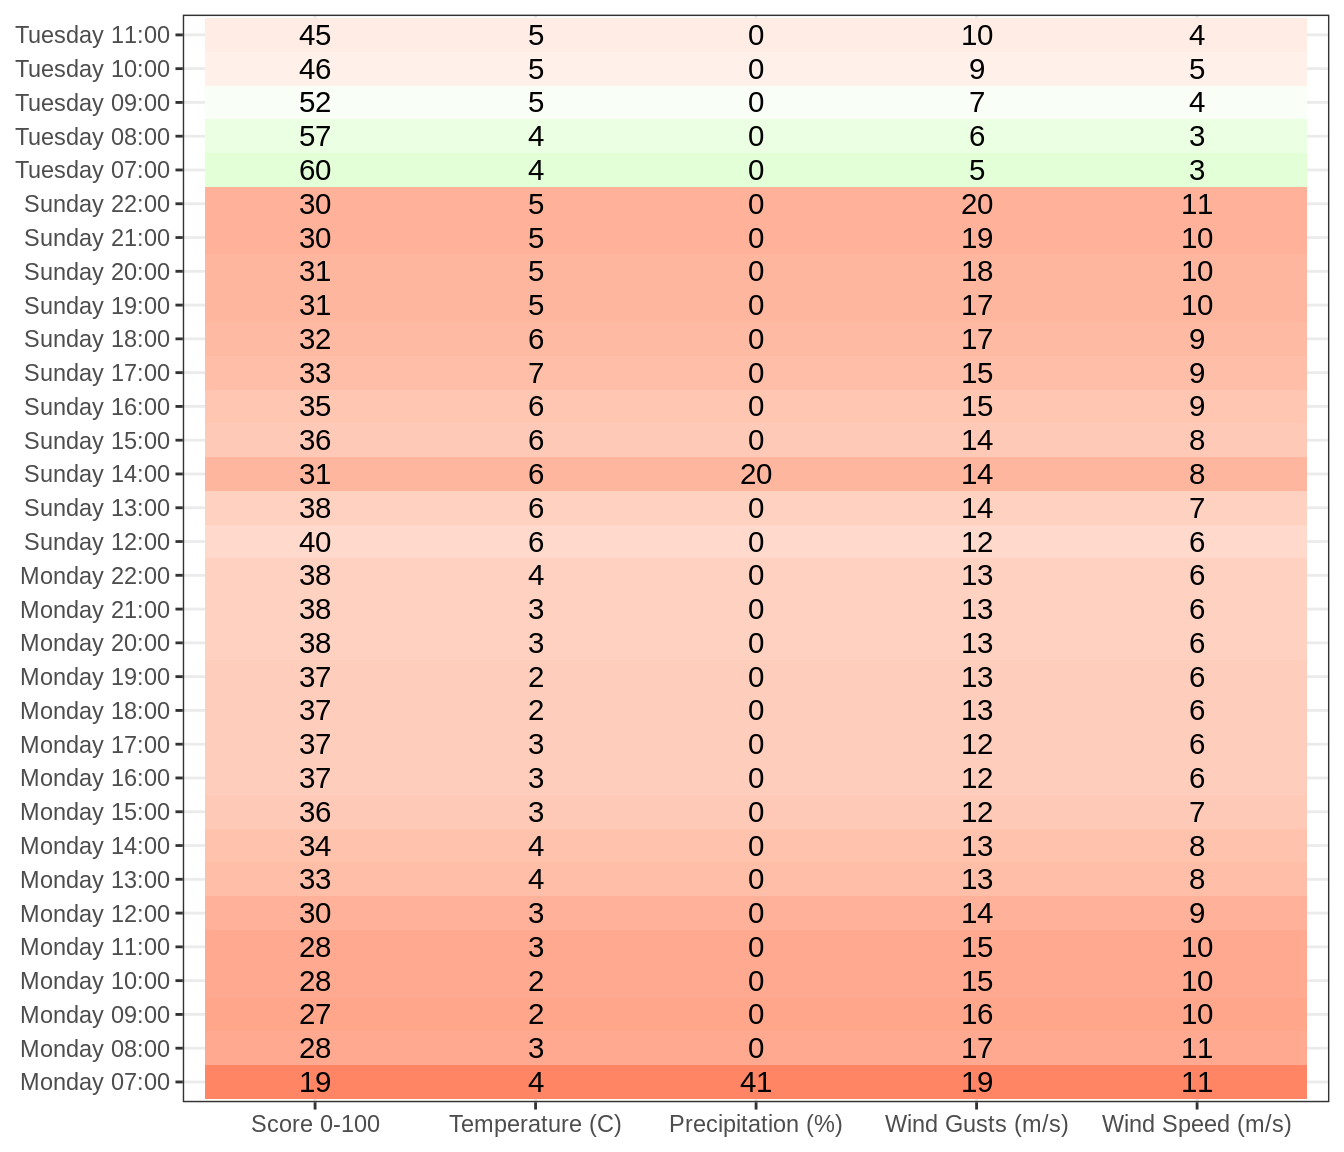 Tuesday 11:00 45 5 0 10 4
Tuesday 10:00 46 5 0 9 5
Tuesday 09:00 52 5 0 7 4
Tuesday 08:00 57 4 0 6 3
Tuesday 07:00 60 4 0 5 3
Sunday 22:00 30 5 0 20 11
Sunday 21:00 30 5 0 19 10
Sunday 20:00 31 5 0 18 10
Sunday 19:00 31 5 0 17 10
Sunday 18:00 32 6 0 17 9
Sunday 17:00 33 7 0 15 9
Sunday 16:00 35 6 0 15 9
Sunday 15:00 36 6 0 14 8
Sunday 14:00 31 6 20 14 8
Sunday 13:00 38 6 0 14 7
Sunday 12:00 40 6 0 12 6
Monday 22:00 38 4 0 13 6
Monday 21:00 38 3 0 13 6
Monday 20:00 38 3 0 13 6
Monday 19:00 37 2 0 13 6
Monday 18:00 37 2 0 13 6
Monday 17:00 37 3 0 12 6
Monday 16:00 37 3 0 12 6
Monday 15:00 36 3 0 12 7
Monday 14:00 34 4 0 13 8
Monday 13:00 33 4 0 13 8
Monday 12:00 30 3 0 14 9
Monday 11:00 28 3 0 15 10
Monday 10:00 28 2 0 15 10
Monday 09:00 27 2 0 16 10
Monday 08:00 28 3 0 17 11
Monday 07:00 19 4 41 19 11
Score 0-100 Temperature (C) Precipitation (%) Wind Gusts (m/s) Wind Speed (m/s)